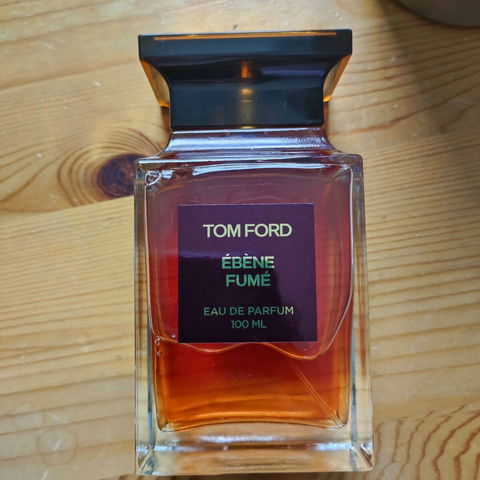 TOM FORD
ÉBÈNE
FUMÉ
EAU DE PARFUM
100 ML